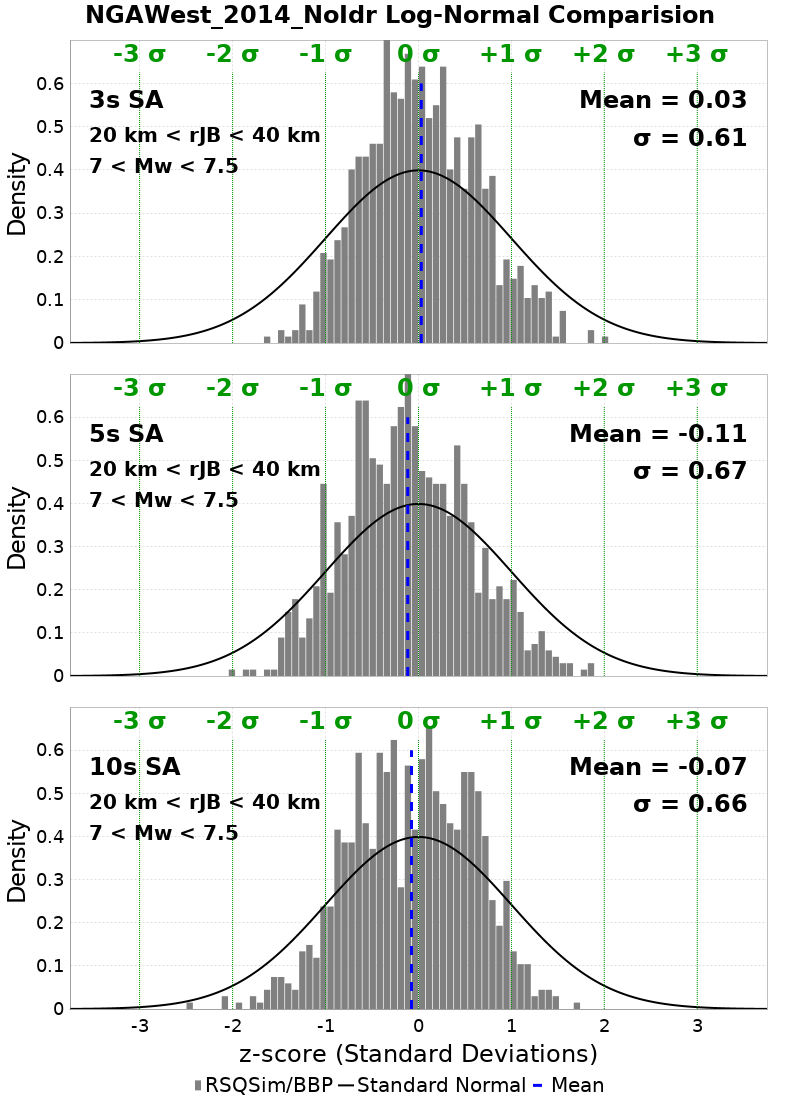 NGAWest_2014_NoIdr Log-Normal Comparision
-3 σ -2 σ -1 σ 0 σ +1 σ +2 σ +3 σ
3s SA
20 km < rJB < 40 km
7 < Mw < 7.5
Mean = 0.03
σ = 0.61
Density
0.6
0.5
0.4
0.3
0.2
0.1
0
-3 σ -2 σ -1 σ 0 σ +1 σ +2 σ +3 σ
5s SA
20 km < rJB < 40 km
7 < Mw < 7.5
Mean = -0.11
σ = 0.67
Density
0.6
0.5
0.4
0.3
0.2
0.1
0
-3 σ -2 σ -1 σ 0 σ +1 σ +2 σ +3 σ
10s SA
20 km < rJB < 40 km
7 < Mw < 7.5
Mean = -0.07
σ = 0.66
Density
0.6
0.5
0.4
0.3
0.2
0.1
0
-3 -2 -1 0 1 2 3
z-score (Standard Deviations)
RSQSim/BBP Standard Normal Mean